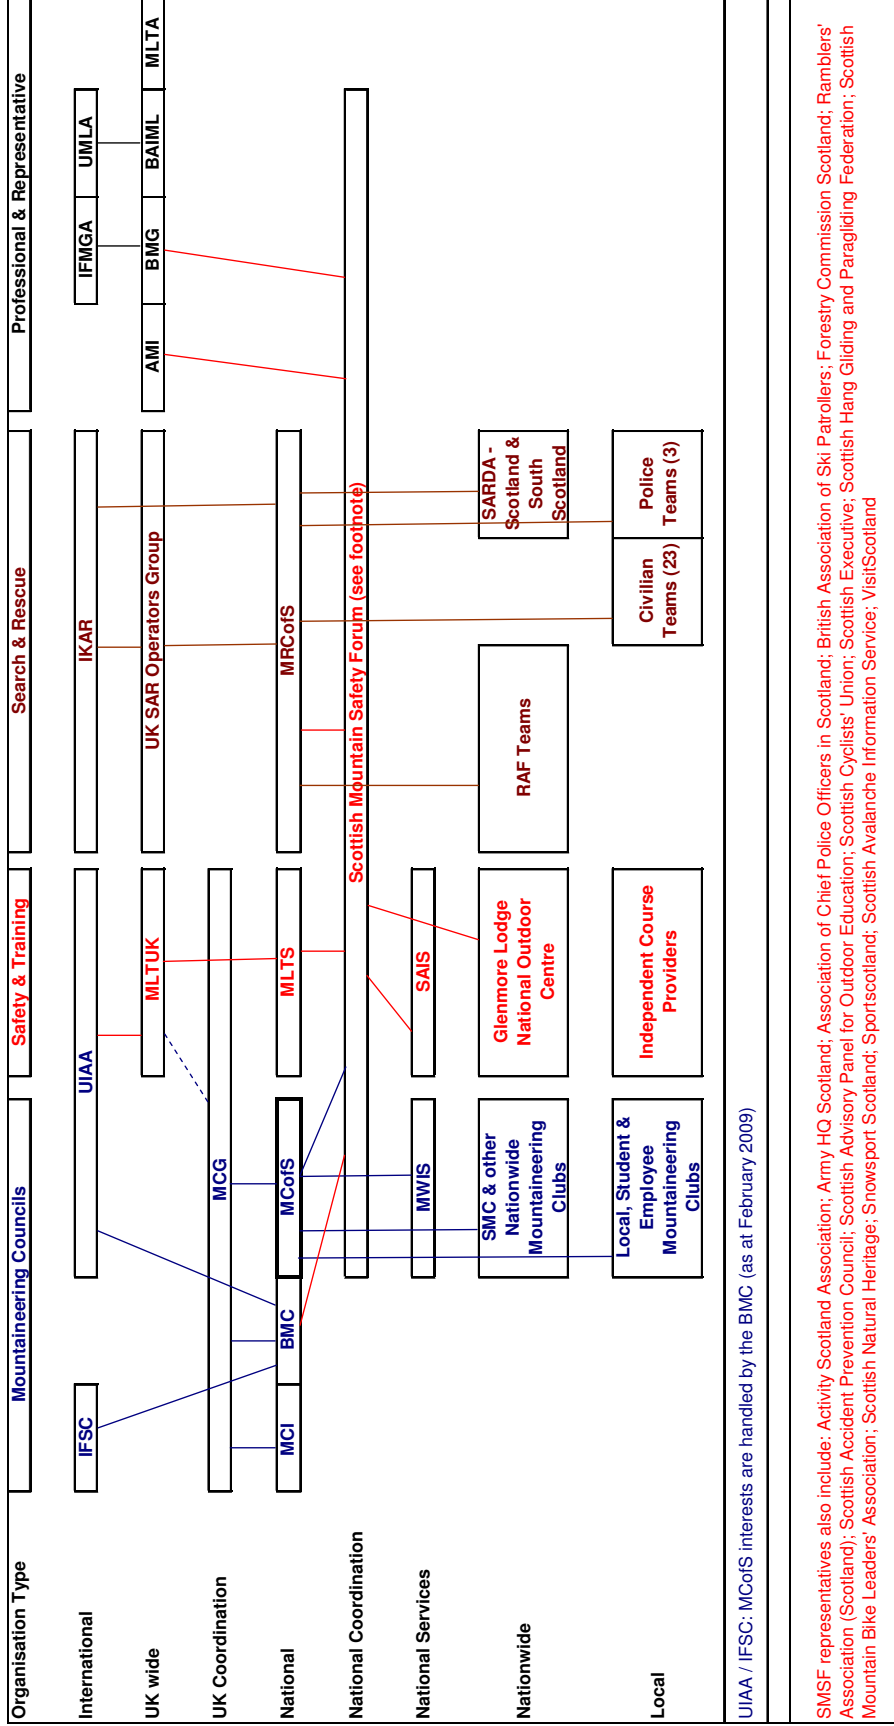 Organisation Type
Mountaineering Councils
Safety & Training
Search & Rescue
Professional & Representative
International
IFSC
UIAA
IKAR
IFMGA
UMLA
UK wide
MLTUK
UK SAR Operators Group
AMI
BMG
BAIML
MLTA
UK Coordination
MCG
National
MCI
BMC
MCofS
MLTS
MRCofS
National Coordination
Scottish Mountain Safety Forum (see footnote)
National Services
MWIS
SAIS
Nationwide
SMC & other
Nationwide
Mountaineering
Clubs
Glenmore Lodge
National Outdoor
Centre
RAF Teams
SARDA -
Scotland &
South
Scotland
Local
Local, Student &
Employee
Mountaineering
Clubs
Independent Course
Providers
Civilian
Teams (23)
Police
Teams (3)
UIAA / IFSC: MCofS interests are handled by the BMC (as at February 2009)
SMSF representatives also include: Activity Scotland Association; Army HQ Scotland; Association of Chief Police Officers in Scotland; British Association of Ski Patrollers; Forestry Commission Scotland; Ramblers'
Association (Scotland); Scottish Accident Prevention Council; Scottish Advisory Panel for Outdoor Education; Scottish Cyclists' Union; Scottish Executive; Scottish Hang Gliding and Paragliding Federation; Scottish
Mountain Bike Leaders' Association; Scottish Natural Heritage; Snowsport Scotland; Sportscotland; Scottish Avalanche Information Service; VisitScotland